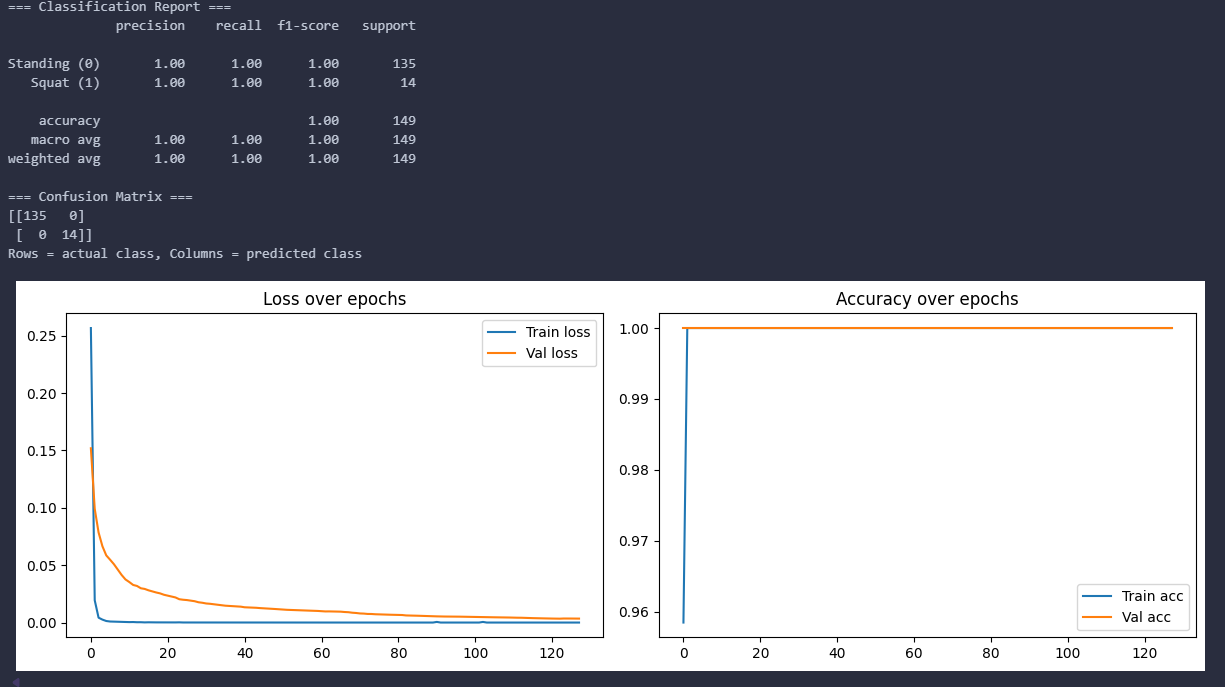 === Classification Report ===
precision recall f1-score support
Standing (0) 1.00 1.00 1.00 135
Squat (1) 1.00 1.00 1.00 14
accuracy 1.00 149
macro avg 1.00 1.00 1.00 149
weighted avg 1.00 1.00 1.00 149
=== Confusion Matrix ===
[[135 0]
[ 0 14]]
Rows = actual class, Columns = predicted class
Loss over epochs
0.25
0.20
0.15
0.10
0.05
0.00
0 20 40 60 80 100 120
Train loss
Val loss
Accuracy over epochs
1.00
0.99
0.98
0.97
0.96
0 20 40 60 80 100 120
Train acc
Val acc